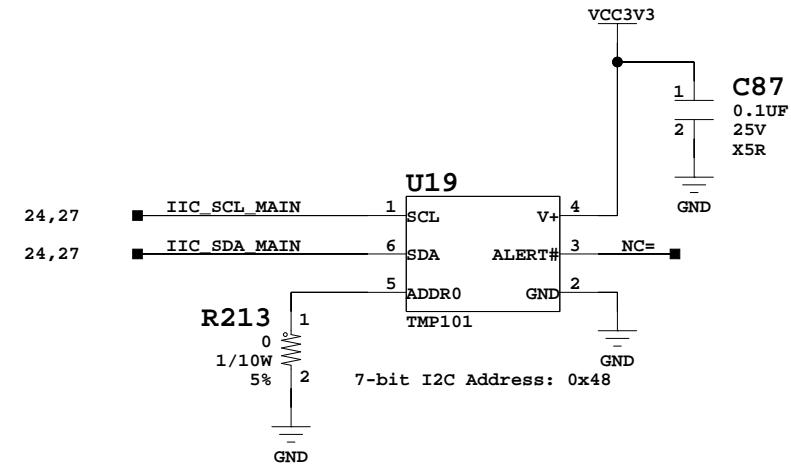 VCC3V3
1
C87
0.1UF
2
25V
X5R
GND
U19
24,27
IIC_SCL_MAIN
1
SCL
V+
4
24,27
IIC_SDA_MAIN
6
SDA
ALERT#
3
NC=
5
ADDR0
GND
2
TMP101
GND
R213
1
0
1/10W
5%
2
7-bit I2C Address: 0x48
GND